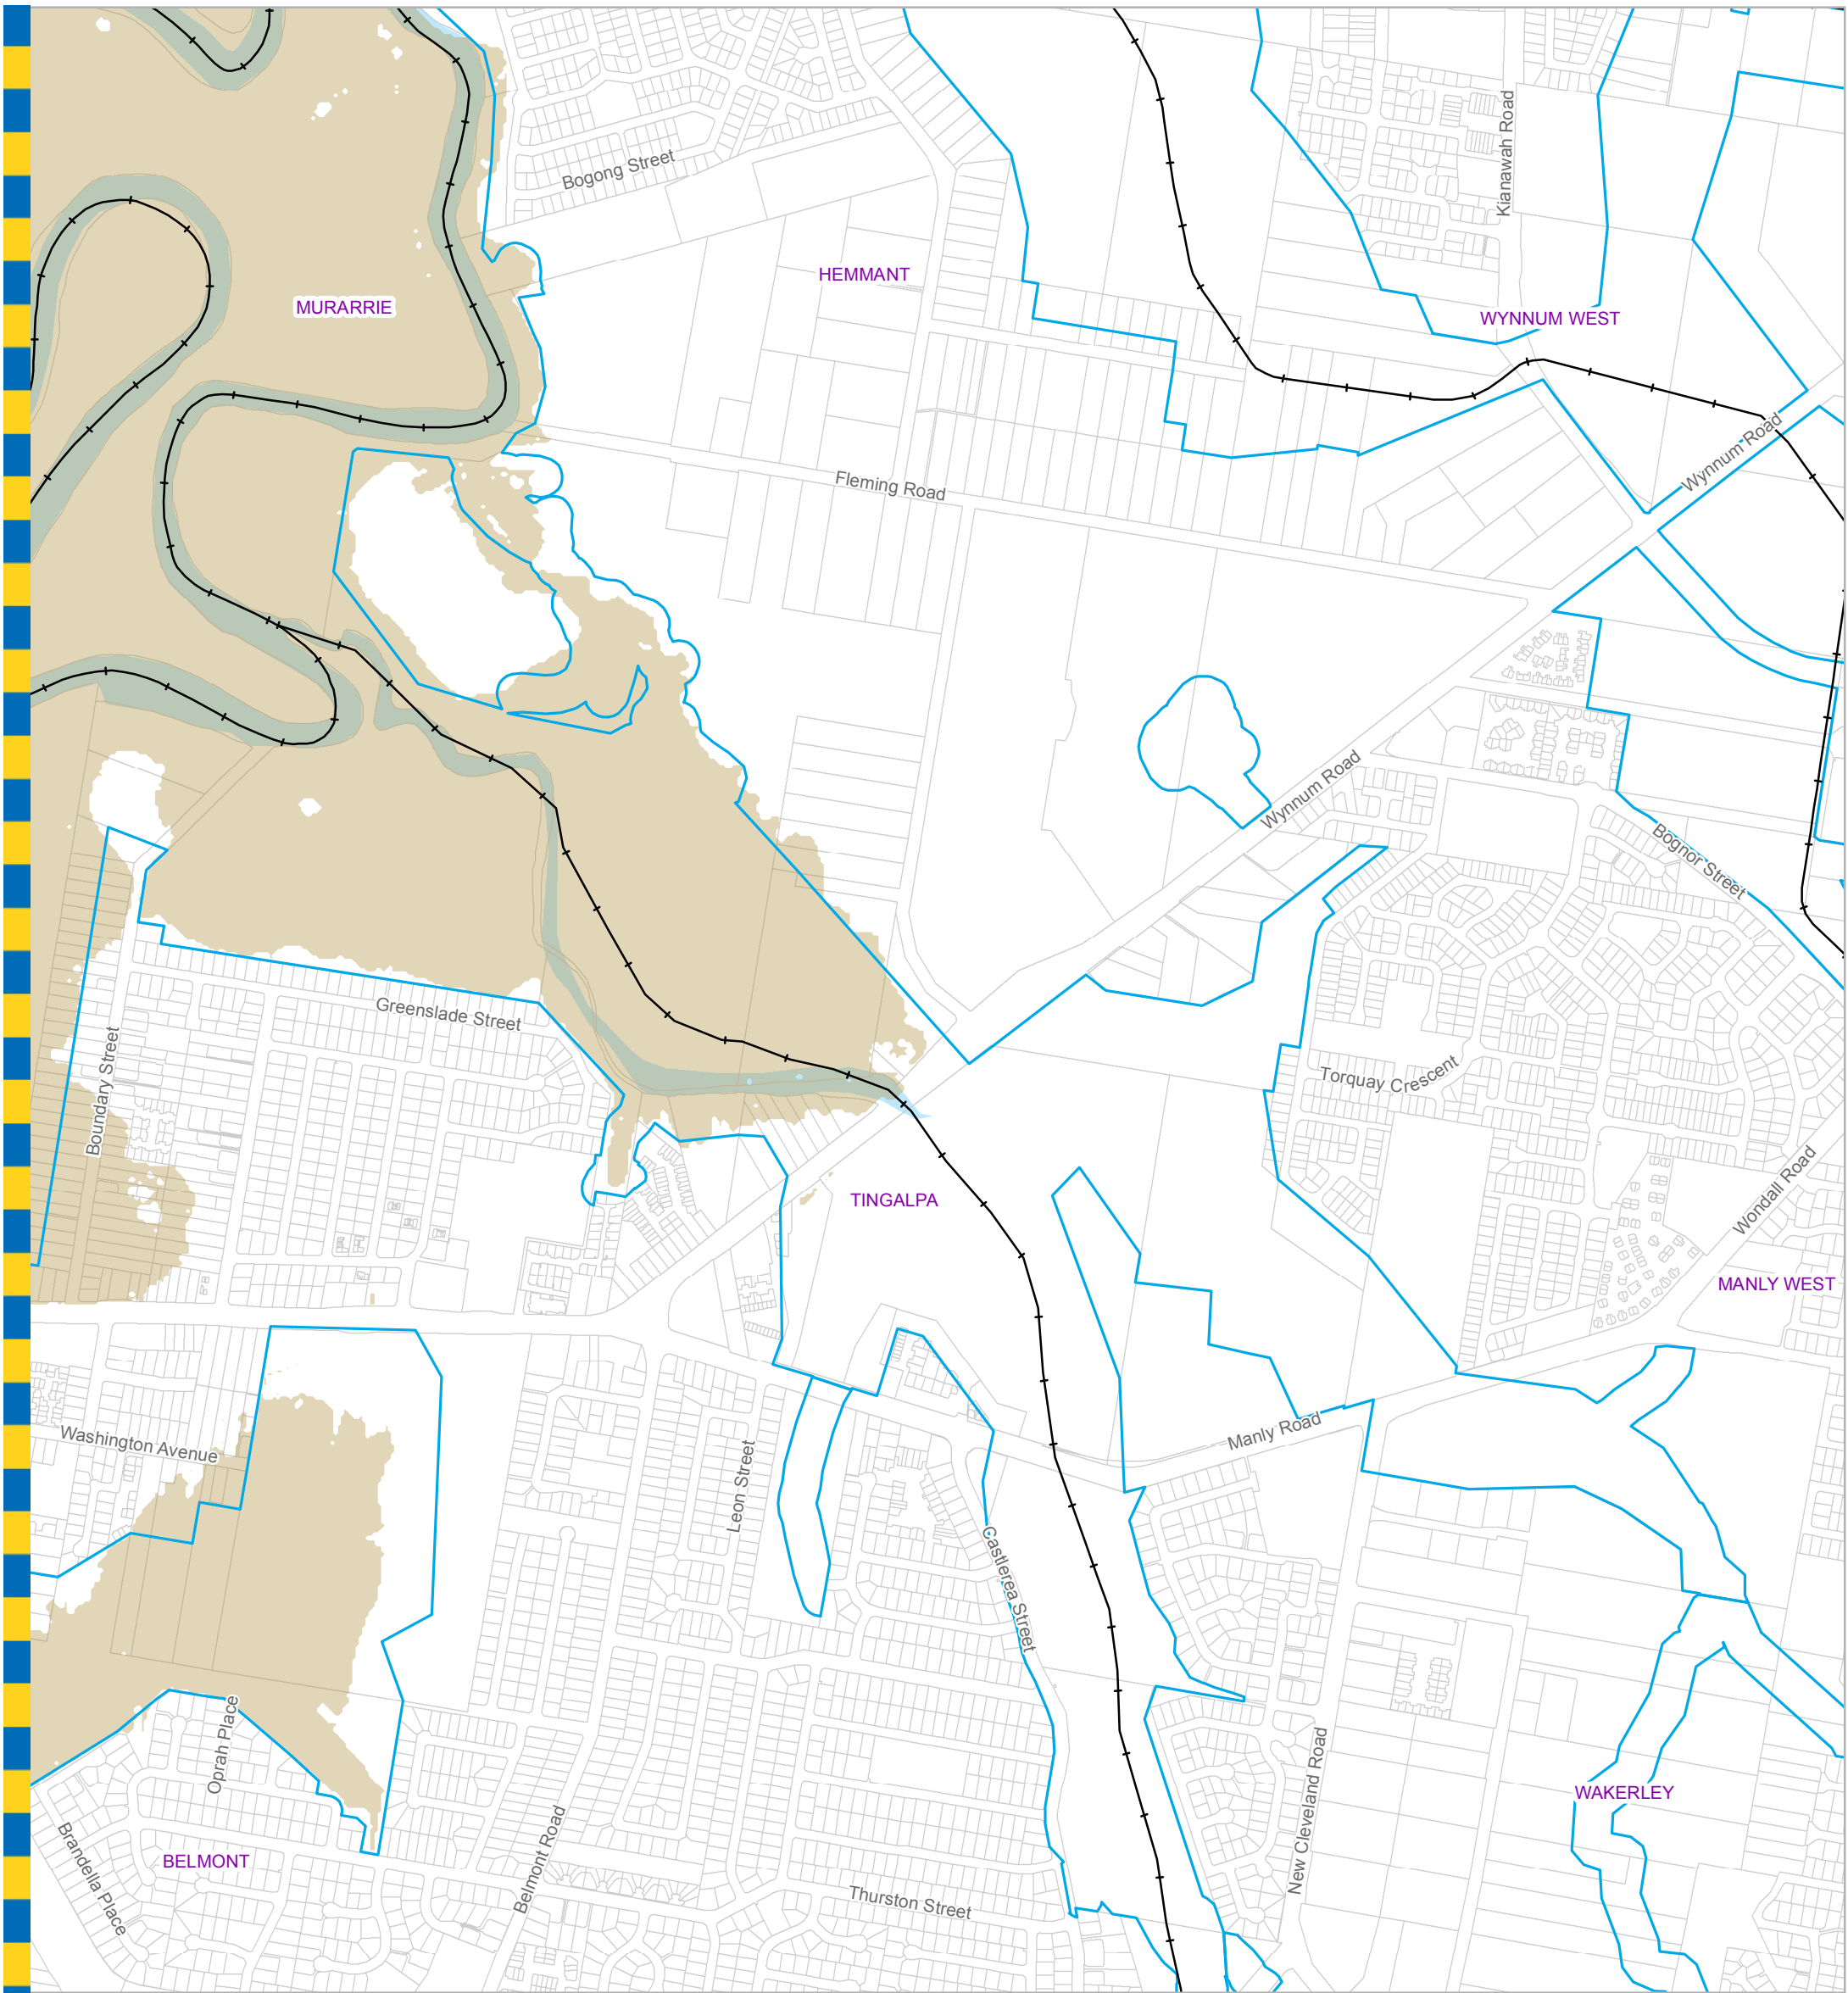 Kianawah Road
Bogong Street
HEMMANT
MURARRIE
WYNNUM WEST
Wynnum Road
Fleming Road
Wynnum Road
Bognor Street
Greenslade Street
Boundary Street
Torquay Crescent
Wondall Road
TINGALPA
MANLY WEST
Manly Road
Washington Avenue
Leon Street
Castlerea Street
Oprah Place
New Cleveland Road
WAKERLEY
Brandella Place
BELMONT
Belmont Road
Thurston Street